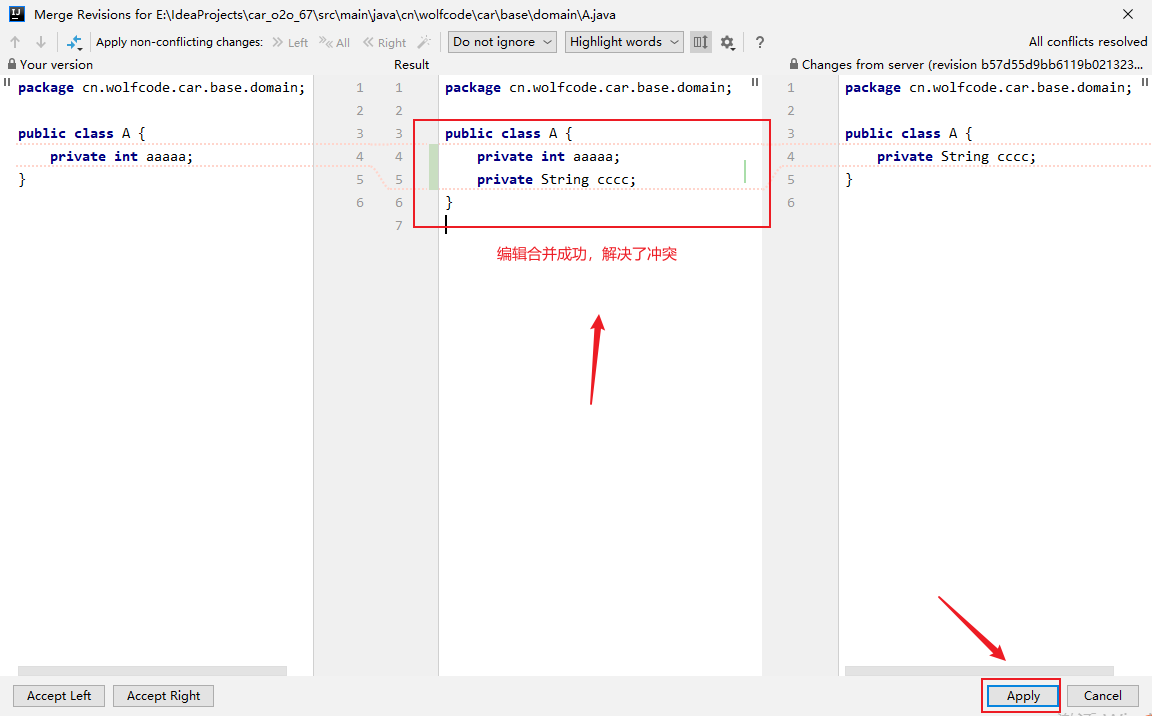 Merge Revisions for E:\IdeaProjects\car_o2o_67\src\main\java\cn\wolfcode\car\base\domain\A.java
Apply non-conflicting changes: Left All Right Do not ignore Highlight words ? All conflicts resolved
Your version Result Changes from server (revision b57d55d9bb6119b021323...
package cn.wolfcode.car.base.domain; 1 1 package cn.wolfcode.car.base.domain; 1 package cn.wolfcode.car.base.domain;
2 2 2
public class A { 3 3 public class A { 3 public class A {
private int aaaaa; 4 4 private int aaaaa; 4 private String cccc;
} 5 5 private String cccc; 5 }
6 6 } 6
7
编辑合并成功，解决了冲突
Accept Left Accept Right Apply Cancel